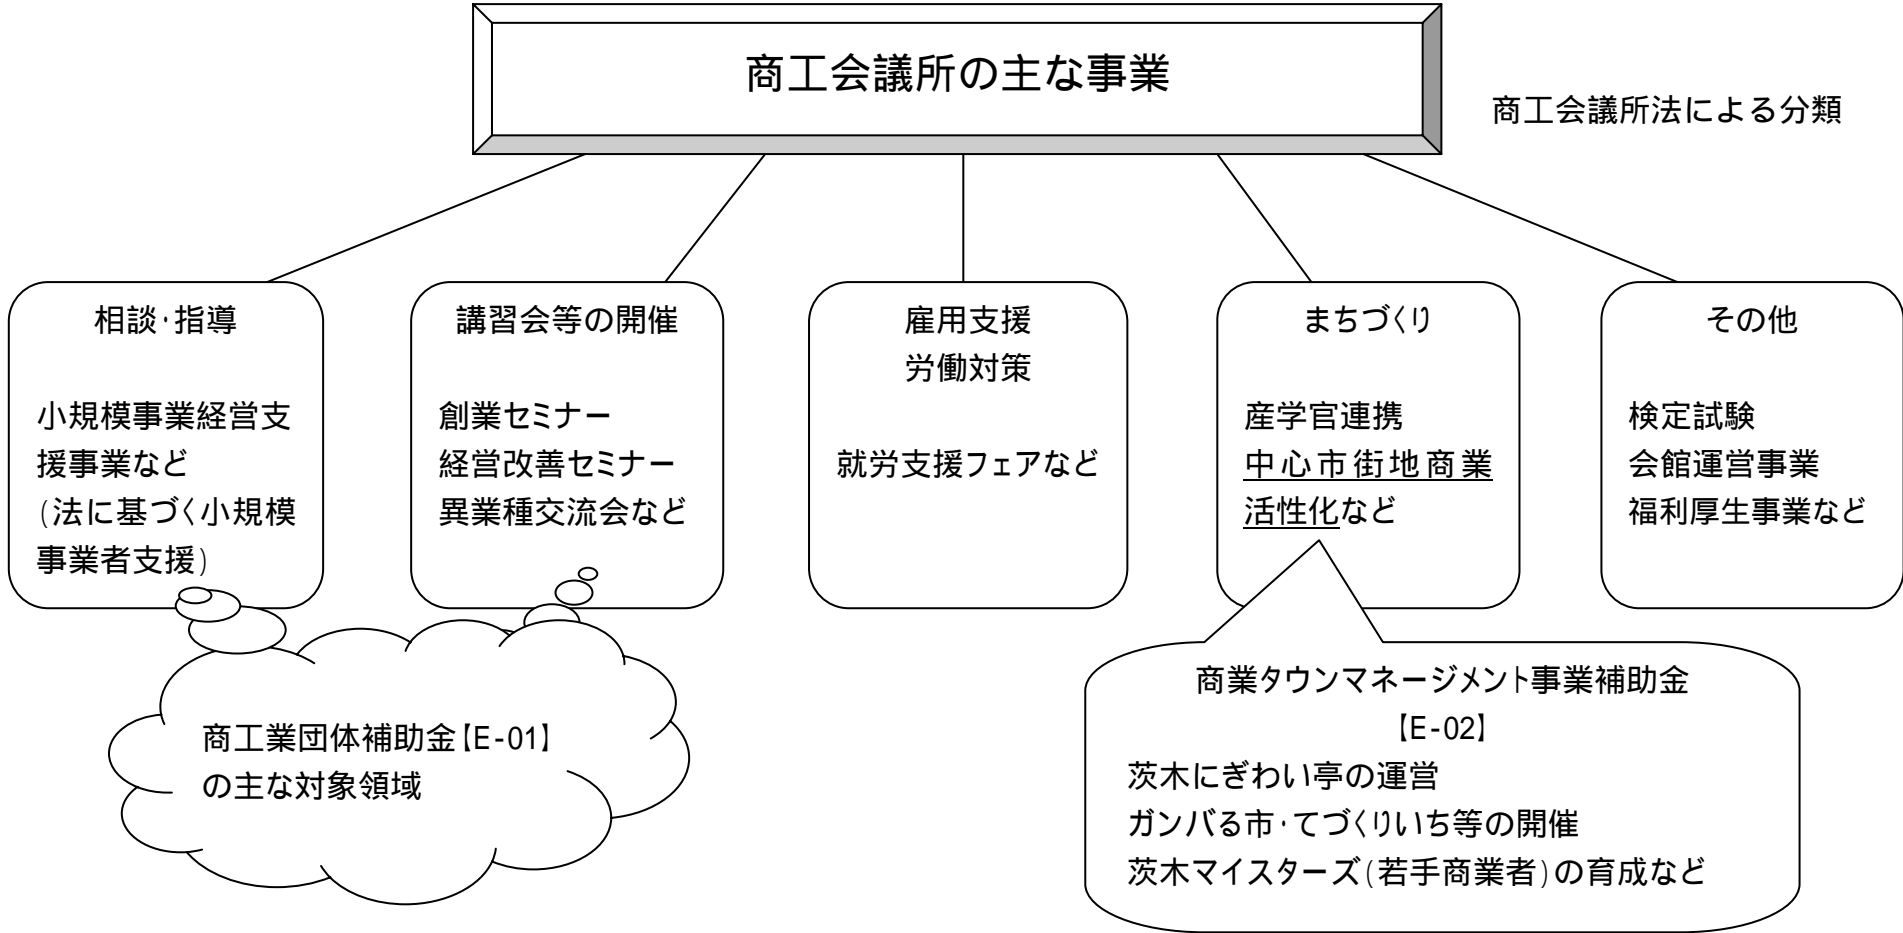 商工会議所の主な事業
商工会議所法による分類
相談・指導
小規模事業経営支
援事業など
(法に基づく小規模
事業者支援)
講習会等の開催
創業セミナー
経営改善セミナー
異業種交流会など
雇用支援
労働対策
就労支援フェアなど
まちづくり
産学官連携
中心市街地商業
活性化など
その他
検定試験
会館運営事業
福利厚生事業など
商工業団体補助金【E-01】
の主な対象領域
商業タウンマネージメント事業補助金
【E-02】
茨木にぎわい亭の運営
ガンバる市・てづくりいち等の開催
茨木マイスターズ(若手商業者)の育成など